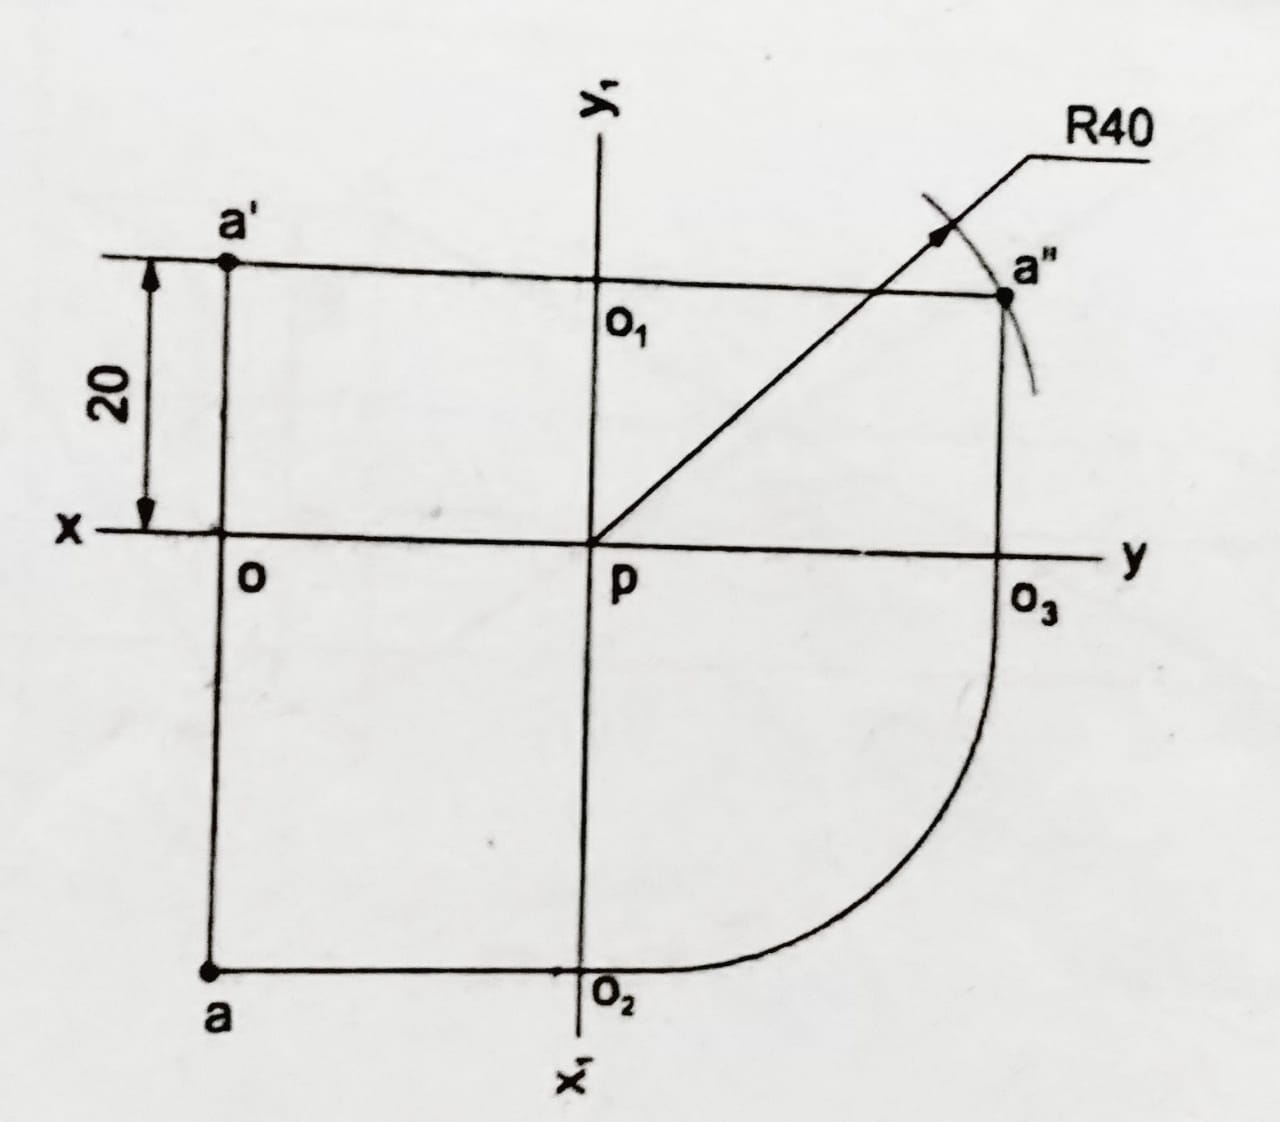 y₁
R40
a'
a"
o₁
20
x
o
p
y
o₃
o₂
a
x₁